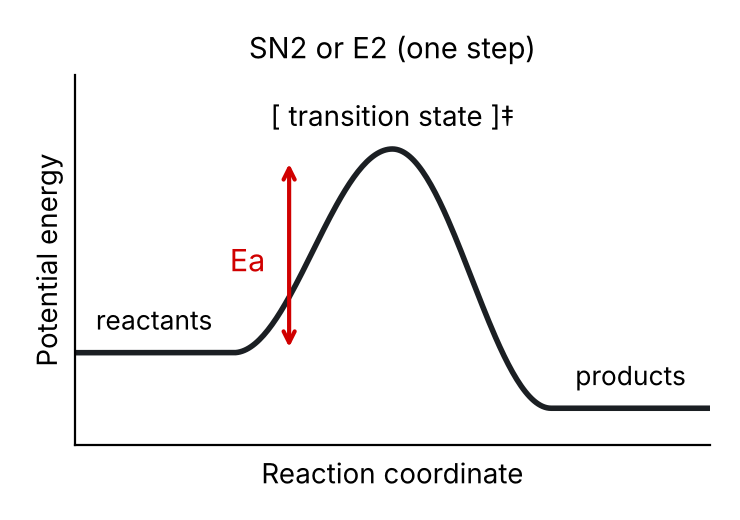 SN2 or E2 (one step)
[ transition state ]‡
Potential energy
Ea
reactants
products
Reaction coordinate